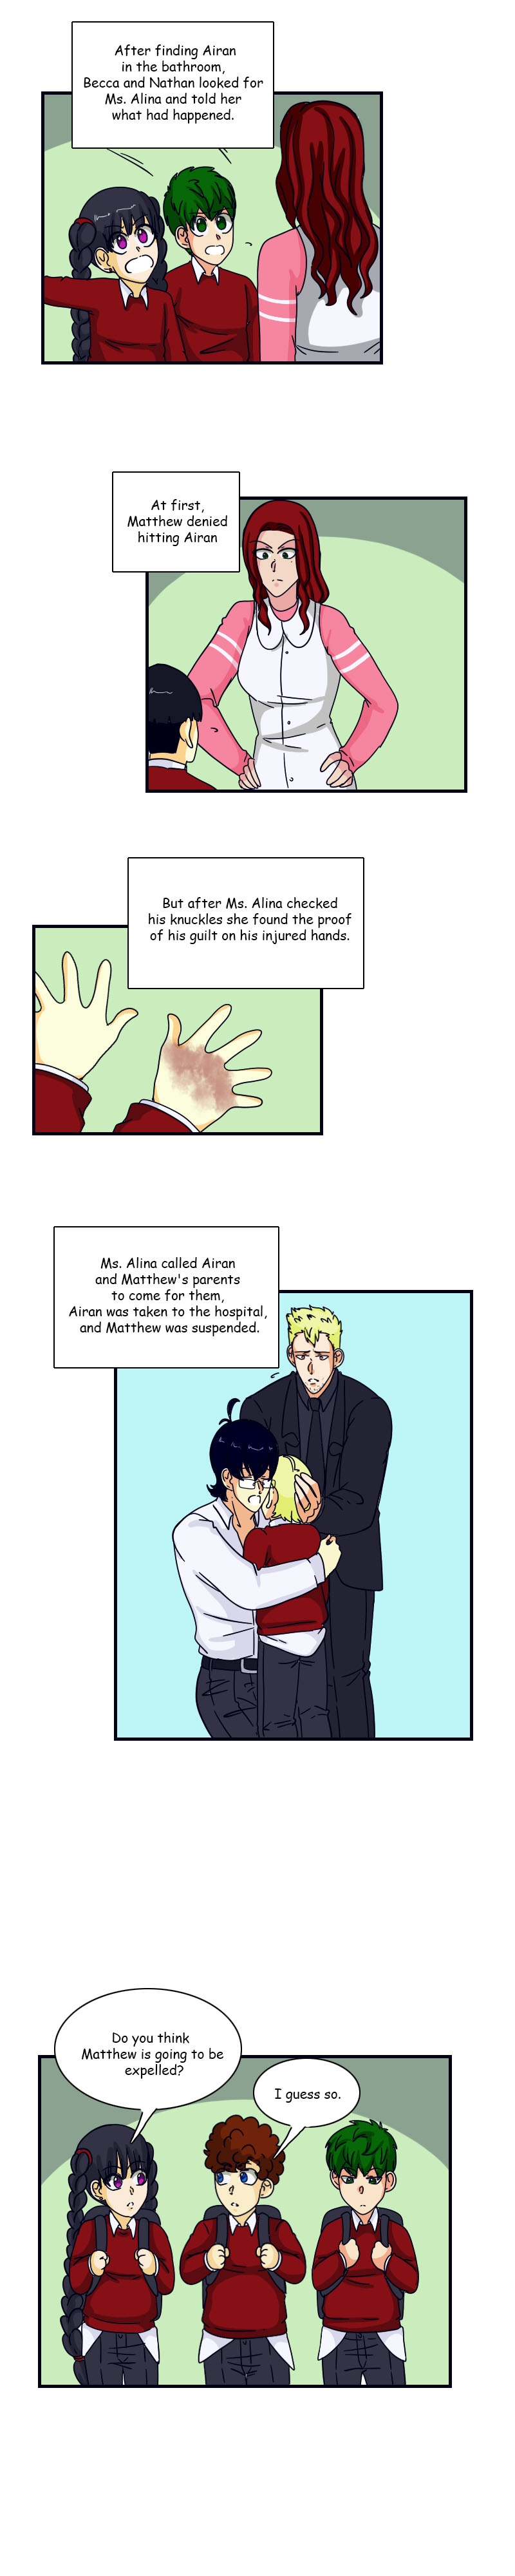 After finding Airan
in the bathroom,
Becca and Nathan looked for
Ms. Alina and told her
what had happened.
At first,
Matthew denied
hitting Airan
But after Ms. Alina checked
his knuckles she found the proof
of his guilt on his injured hands.
Ms. Alina called Airan
and Matthew's parents
to come for them,
Airan was taken to the hospital,
and Matthew was suspended.
Do you think
Matthew is going to be
expelled?
I guess so.